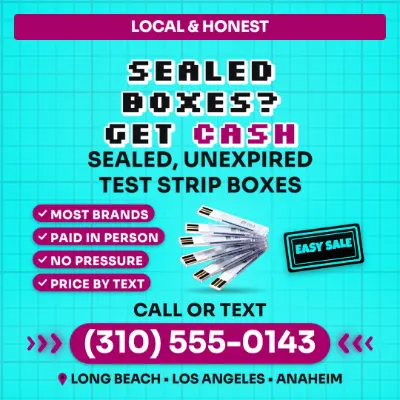 LOCAL & HONEST
SEALED
BOXES?
GET CASH
SEALED, UNEXPIRED
TEST STRIP BOXES
MOST BRANDS
PAID IN PERSON
NO PRESSURE
PRICE BY TEXT
EASY SALE
CALL OR TEXT
(310) 555-0143
LONG BEACH • LOS ANGELES • ANAHEIM